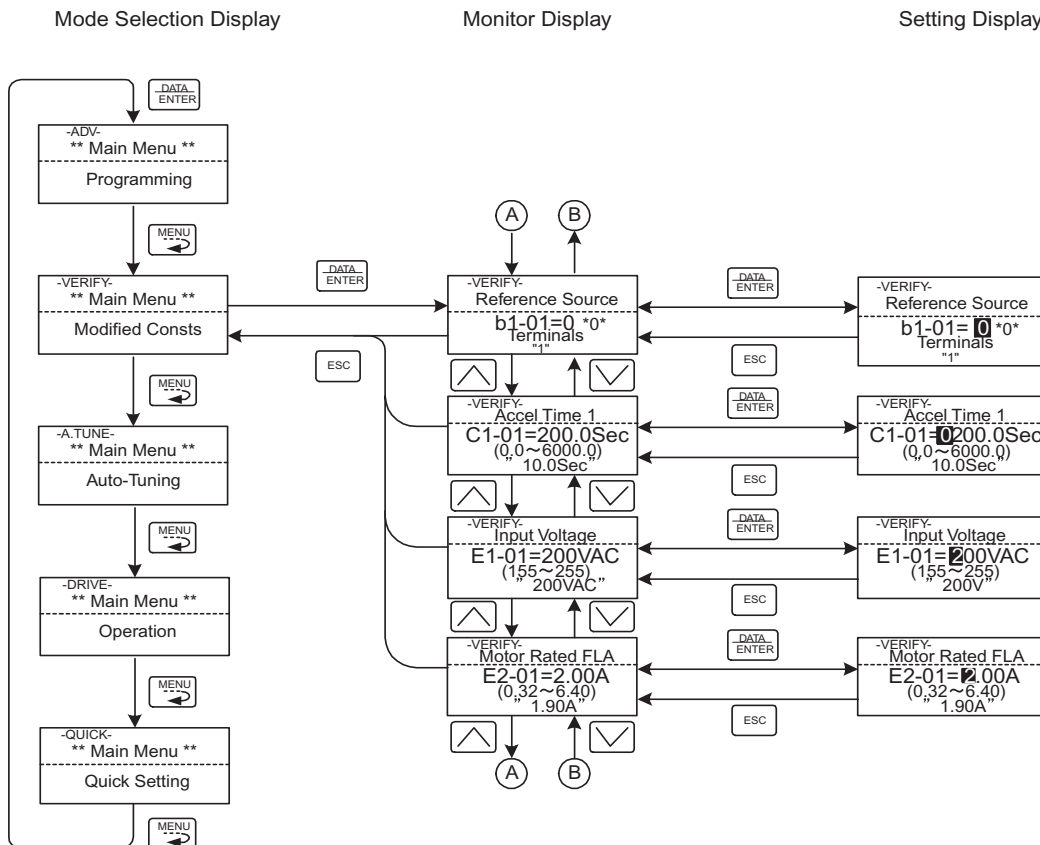 Mode Selection Display
Monitor Display
Setting Display
DATA
ENTER
-ADV-
** Main Menu **
Programming
MENU
-VERIFY-
** Main Menu **
Modified Consts
MENU
-A.TUNE-
** Main Menu **
Auto-Tuning
MENU
-DRIVE-
** Main Menu **
Operation
MENU
-QUICK-
** Main Menu **
Quick Setting
MENU
DATA
ENTER
ESC
A
B
-VERIFY-
Reference Source
b1-01=0 *0*
Terminals
"1"
-VERIFY-
Accel Time 1
C1-01=200.0Sec
(0.0～6000.0)
" 10.0Sec"
-VERIFY-
Input Voltage
E1-01=200VAC
(155～255)
" 200VAC"
-VERIFY-
Motor Rated FLA
E2-01=2.00A
(0.32～6.40)
" 1.90A"
A
B
DATA
ENTER
ESC
DATA
ENTER
ESC
DATA
ENTER
ESC
DATA
ENTER
ESC
-VERIFY-
Reference Source
b1-01= 0 *0*
Terminals
"1"
-VERIFY-
Accel Time 1
C1-01=0200.0Sec
(0.0～6000.0)
" 10.0Sec"
-VERIFY-
Input Voltage
E1-01= 200VAC
(155～255)
" 200V"
-VERIFY-
Motor Rated FLA
E2-01= 2.00A
(0.32～6.40)
" 1.90A"